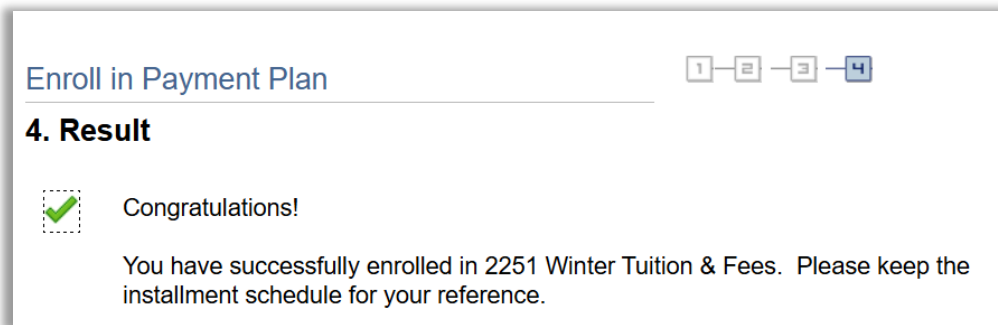 Enroll in Payment Plan
1 2 3 4
4. Result
Congratulations!
You have successfully enrolled in 2251 Winter Tuition & Fees. Please keep the
installment schedule for your reference.